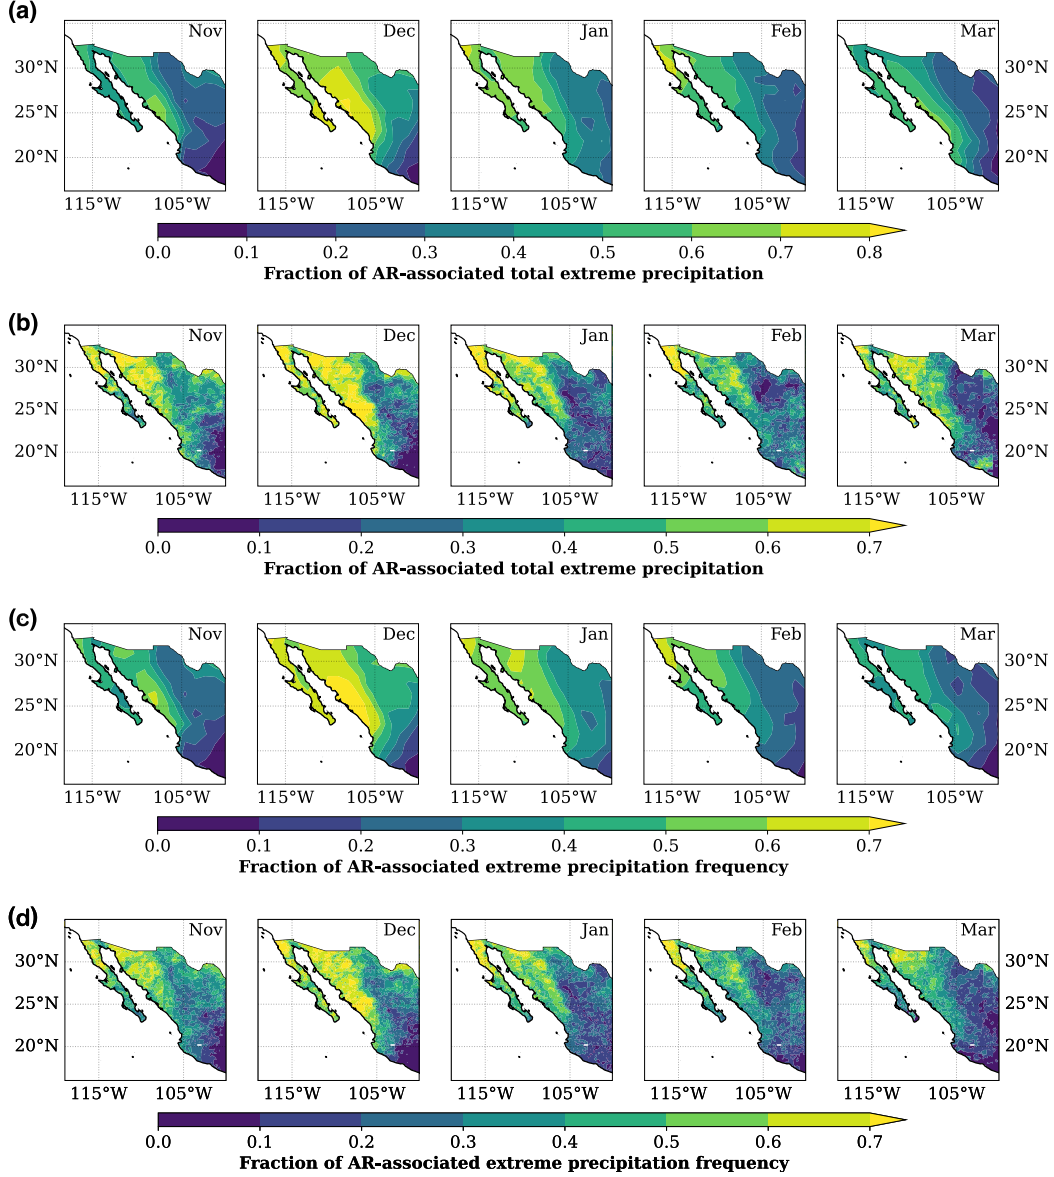 (a)
Nov Dec Jan Feb Mar
30°N 30°N
25°N 25°N
20°N 20°N
115°W 105°W 115°W 105°W 115°W 105°W 115°W 105°W 115°W 105°W
0.0 0.1 0.2 0.3 0.4 0.5 0.6 0.7 0.8
Fraction of AR-associated total extreme precipitation
(b)
Nov Dec Jan Feb Mar
30°N 30°N
25°N 25°N
20°N 20°N
115°W 105°W 115°W 105°W 115°W 105°W 115°W 105°W 115°W 105°W
0.0 0.1 0.2 0.3 0.4 0.5 0.6 0.7
Fraction of AR-associated total extreme precipitation
(c)
Nov Dec Jan Feb Mar
30°N 30°N
25°N 25°N
20°N 20°N
115°W 105°W 115°W 105°W 115°W 105°W 115°W 105°W 115°W 105°W
0.0 0.1 0.2 0.3 0.4 0.5 0.6 0.7
Fraction of AR-associated extreme precipitation frequency
(d)
Nov Dec Jan Feb Mar
30°N 30°N
25°N 25°N
20°N 20°N
115°W 105°W 115°W 105°W 115°W 105°W 115°W 105°W 115°W 105°W
0.0 0.1 0.2 0.3 0.4 0.5 0.6 0.7
Fraction of AR-associated extreme precipitation frequency